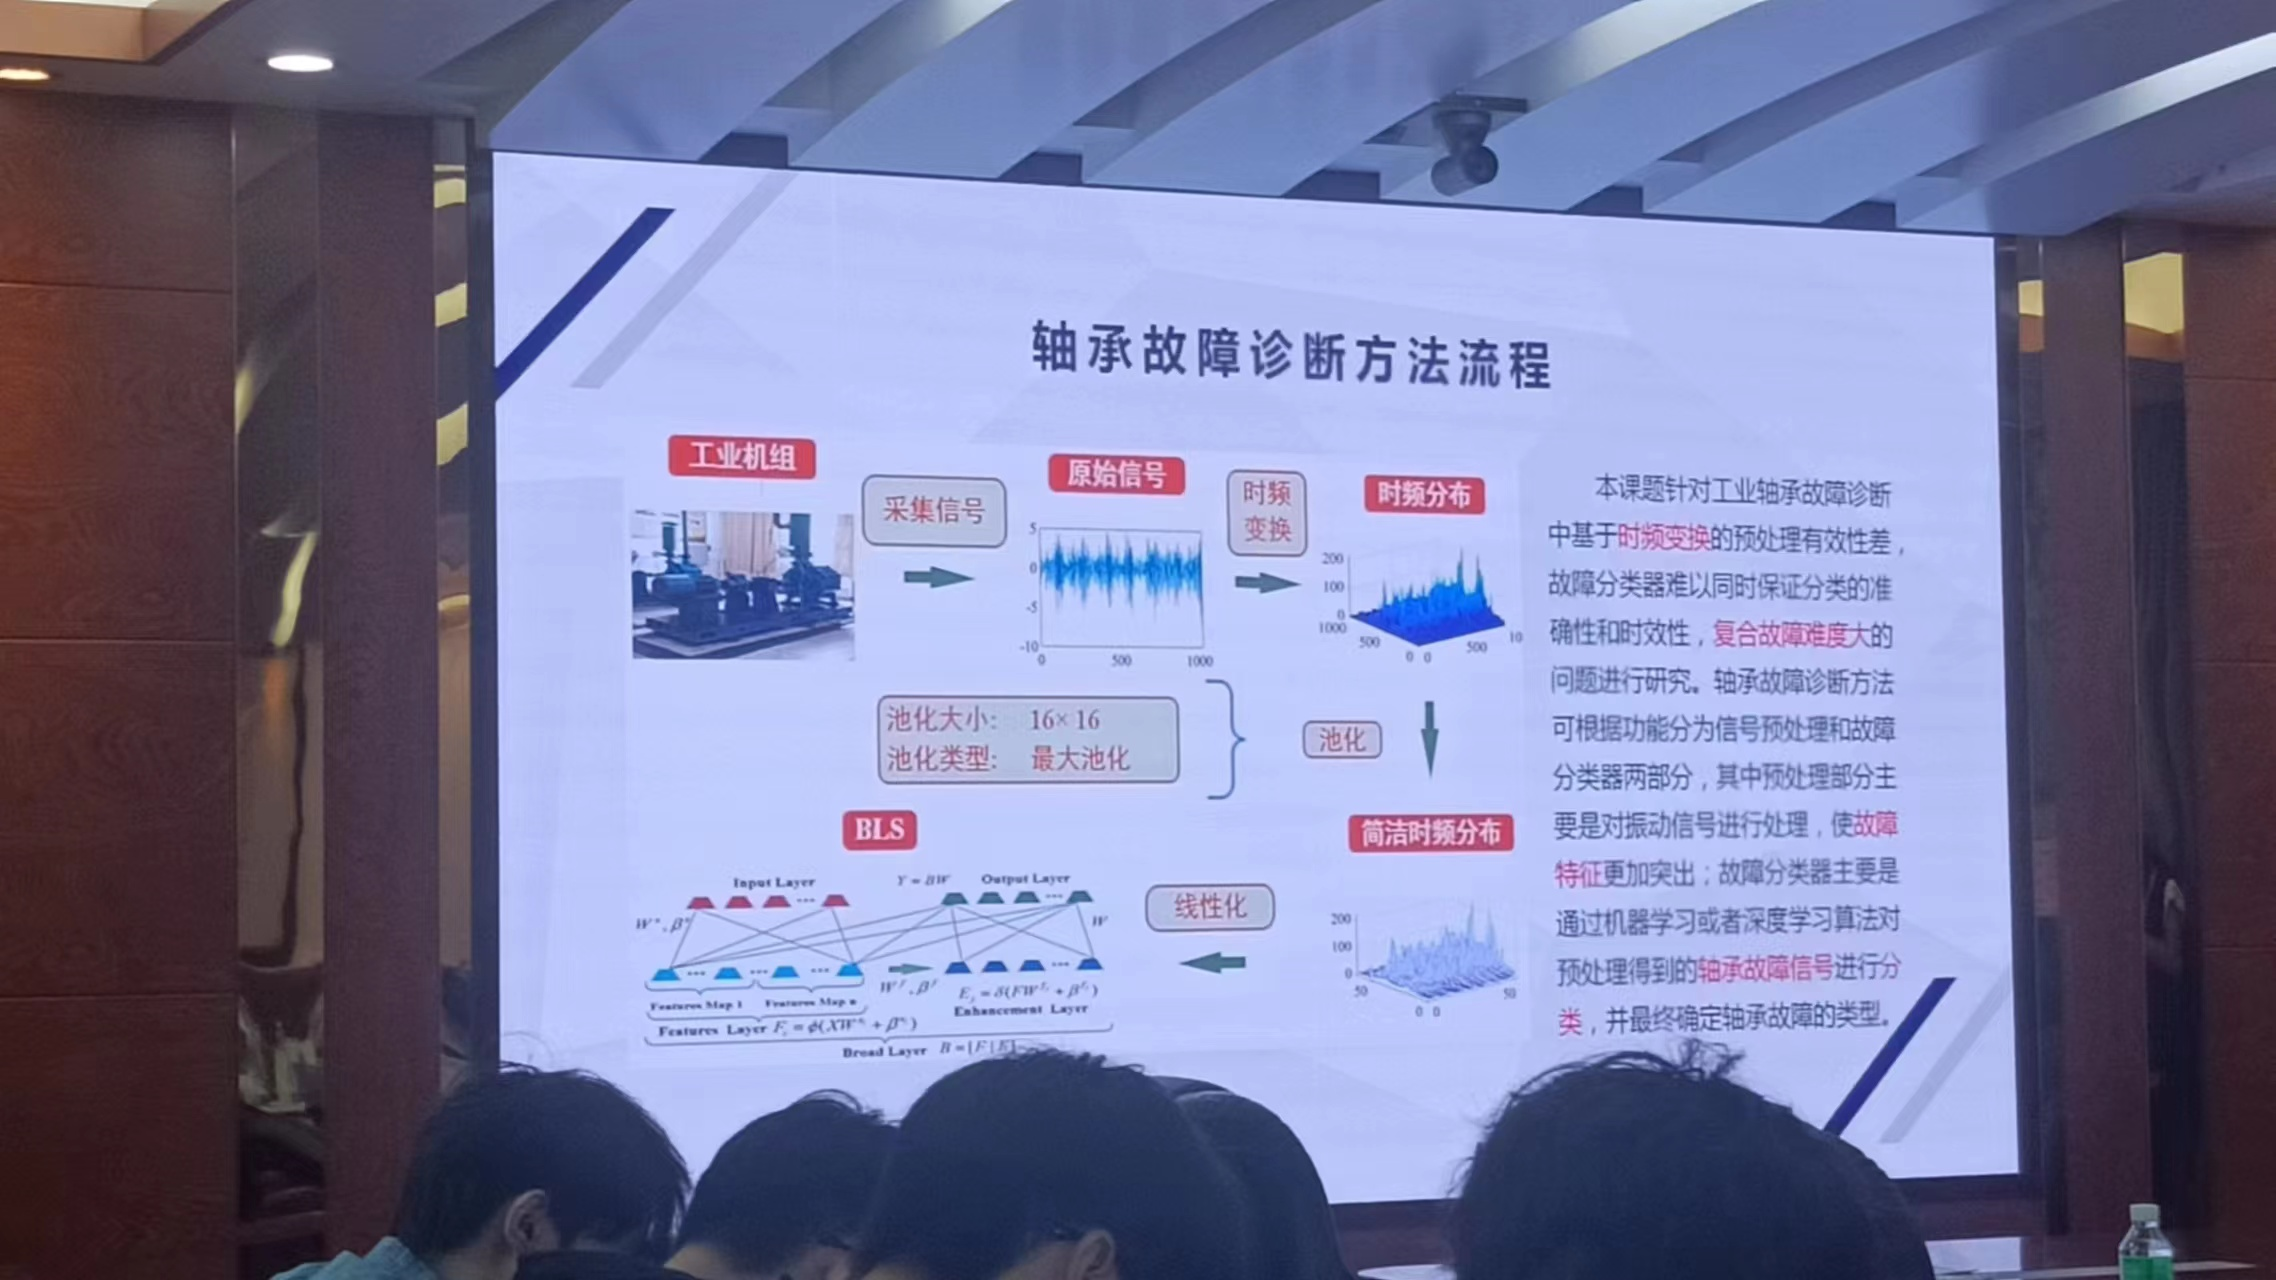 轴承故障诊断方法流程
工业机组
采集信号
原始信号
时频
变换
时频分布
5
0
-5
-10
0
500
1000
200
100
0
1000
500
0
0
500
10
池化大小: 16×16
池化类型: 最大池化
池化
BLS
简洁时频分布
线性化
200
100
0
50
0
0
50
Input Layer
Y = BW
Output Layer
W
Features Map 1
Features Map n
Enhancement Layer
Features Layer
Broad Layer B = [F | E]
本课题针对工业轴承故障诊断
中基于时频变换的预处理有效性差，
故障分类器难以同时保证分类的准
确性和时效性，复合故障难度大的
问题进行研究。轴承故障诊断方法
可根据功能分为信号预处理和故障
分类器两部分，其中预处理部分主
要是对振动信号进行处理，使故障
特征更加突出；故障分类器主要是
通过机器学习或者深度学习算法对
预处理得到的轴承故障信号进行分
类，并最终确定轴承故障的类型。